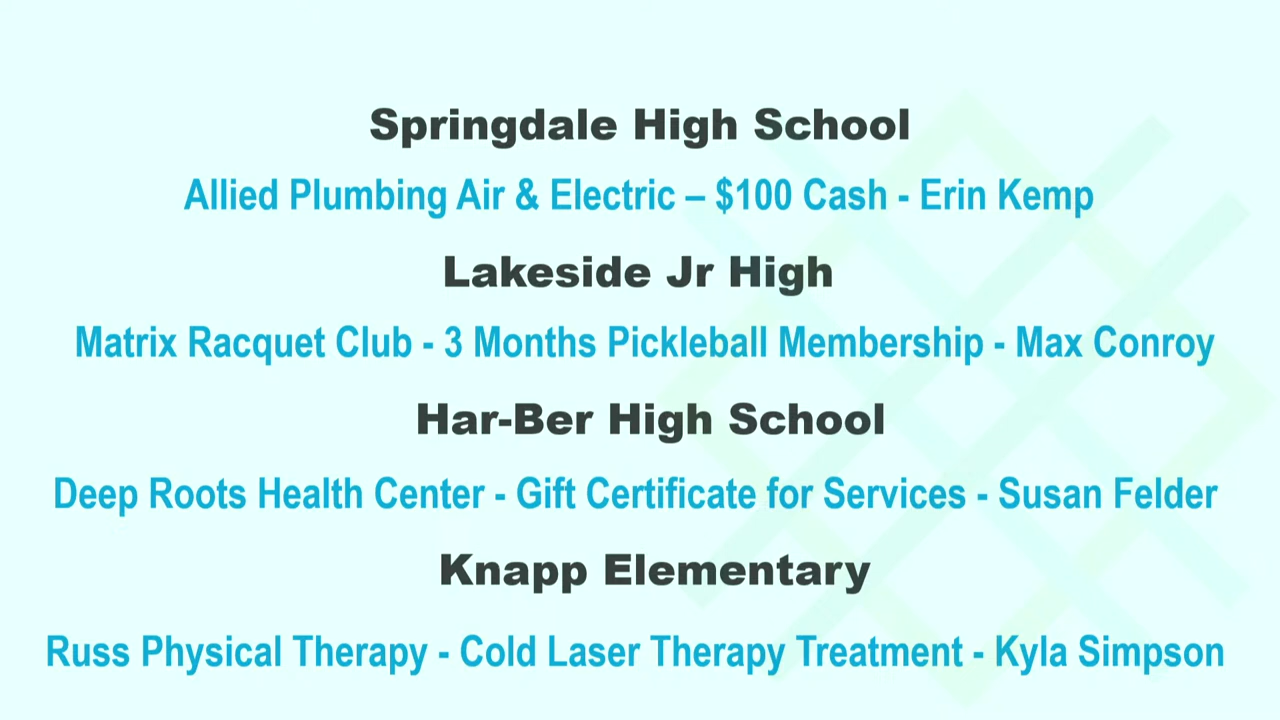 Springdale High School
Allied Plumbing Air & Electric – $100 Cash - Erin Kemp
Lakeside Jr High
Matrix Racquet Club - 3 Months Pickleball Membership - Max Conroy
Har-Ber High School
Deep Roots Health Center - Gift Certificate for Services - Susan Felder
Knapp Elementary
Russ Physical Therapy - Cold Laser Therapy Treatment - Kyla Simpson